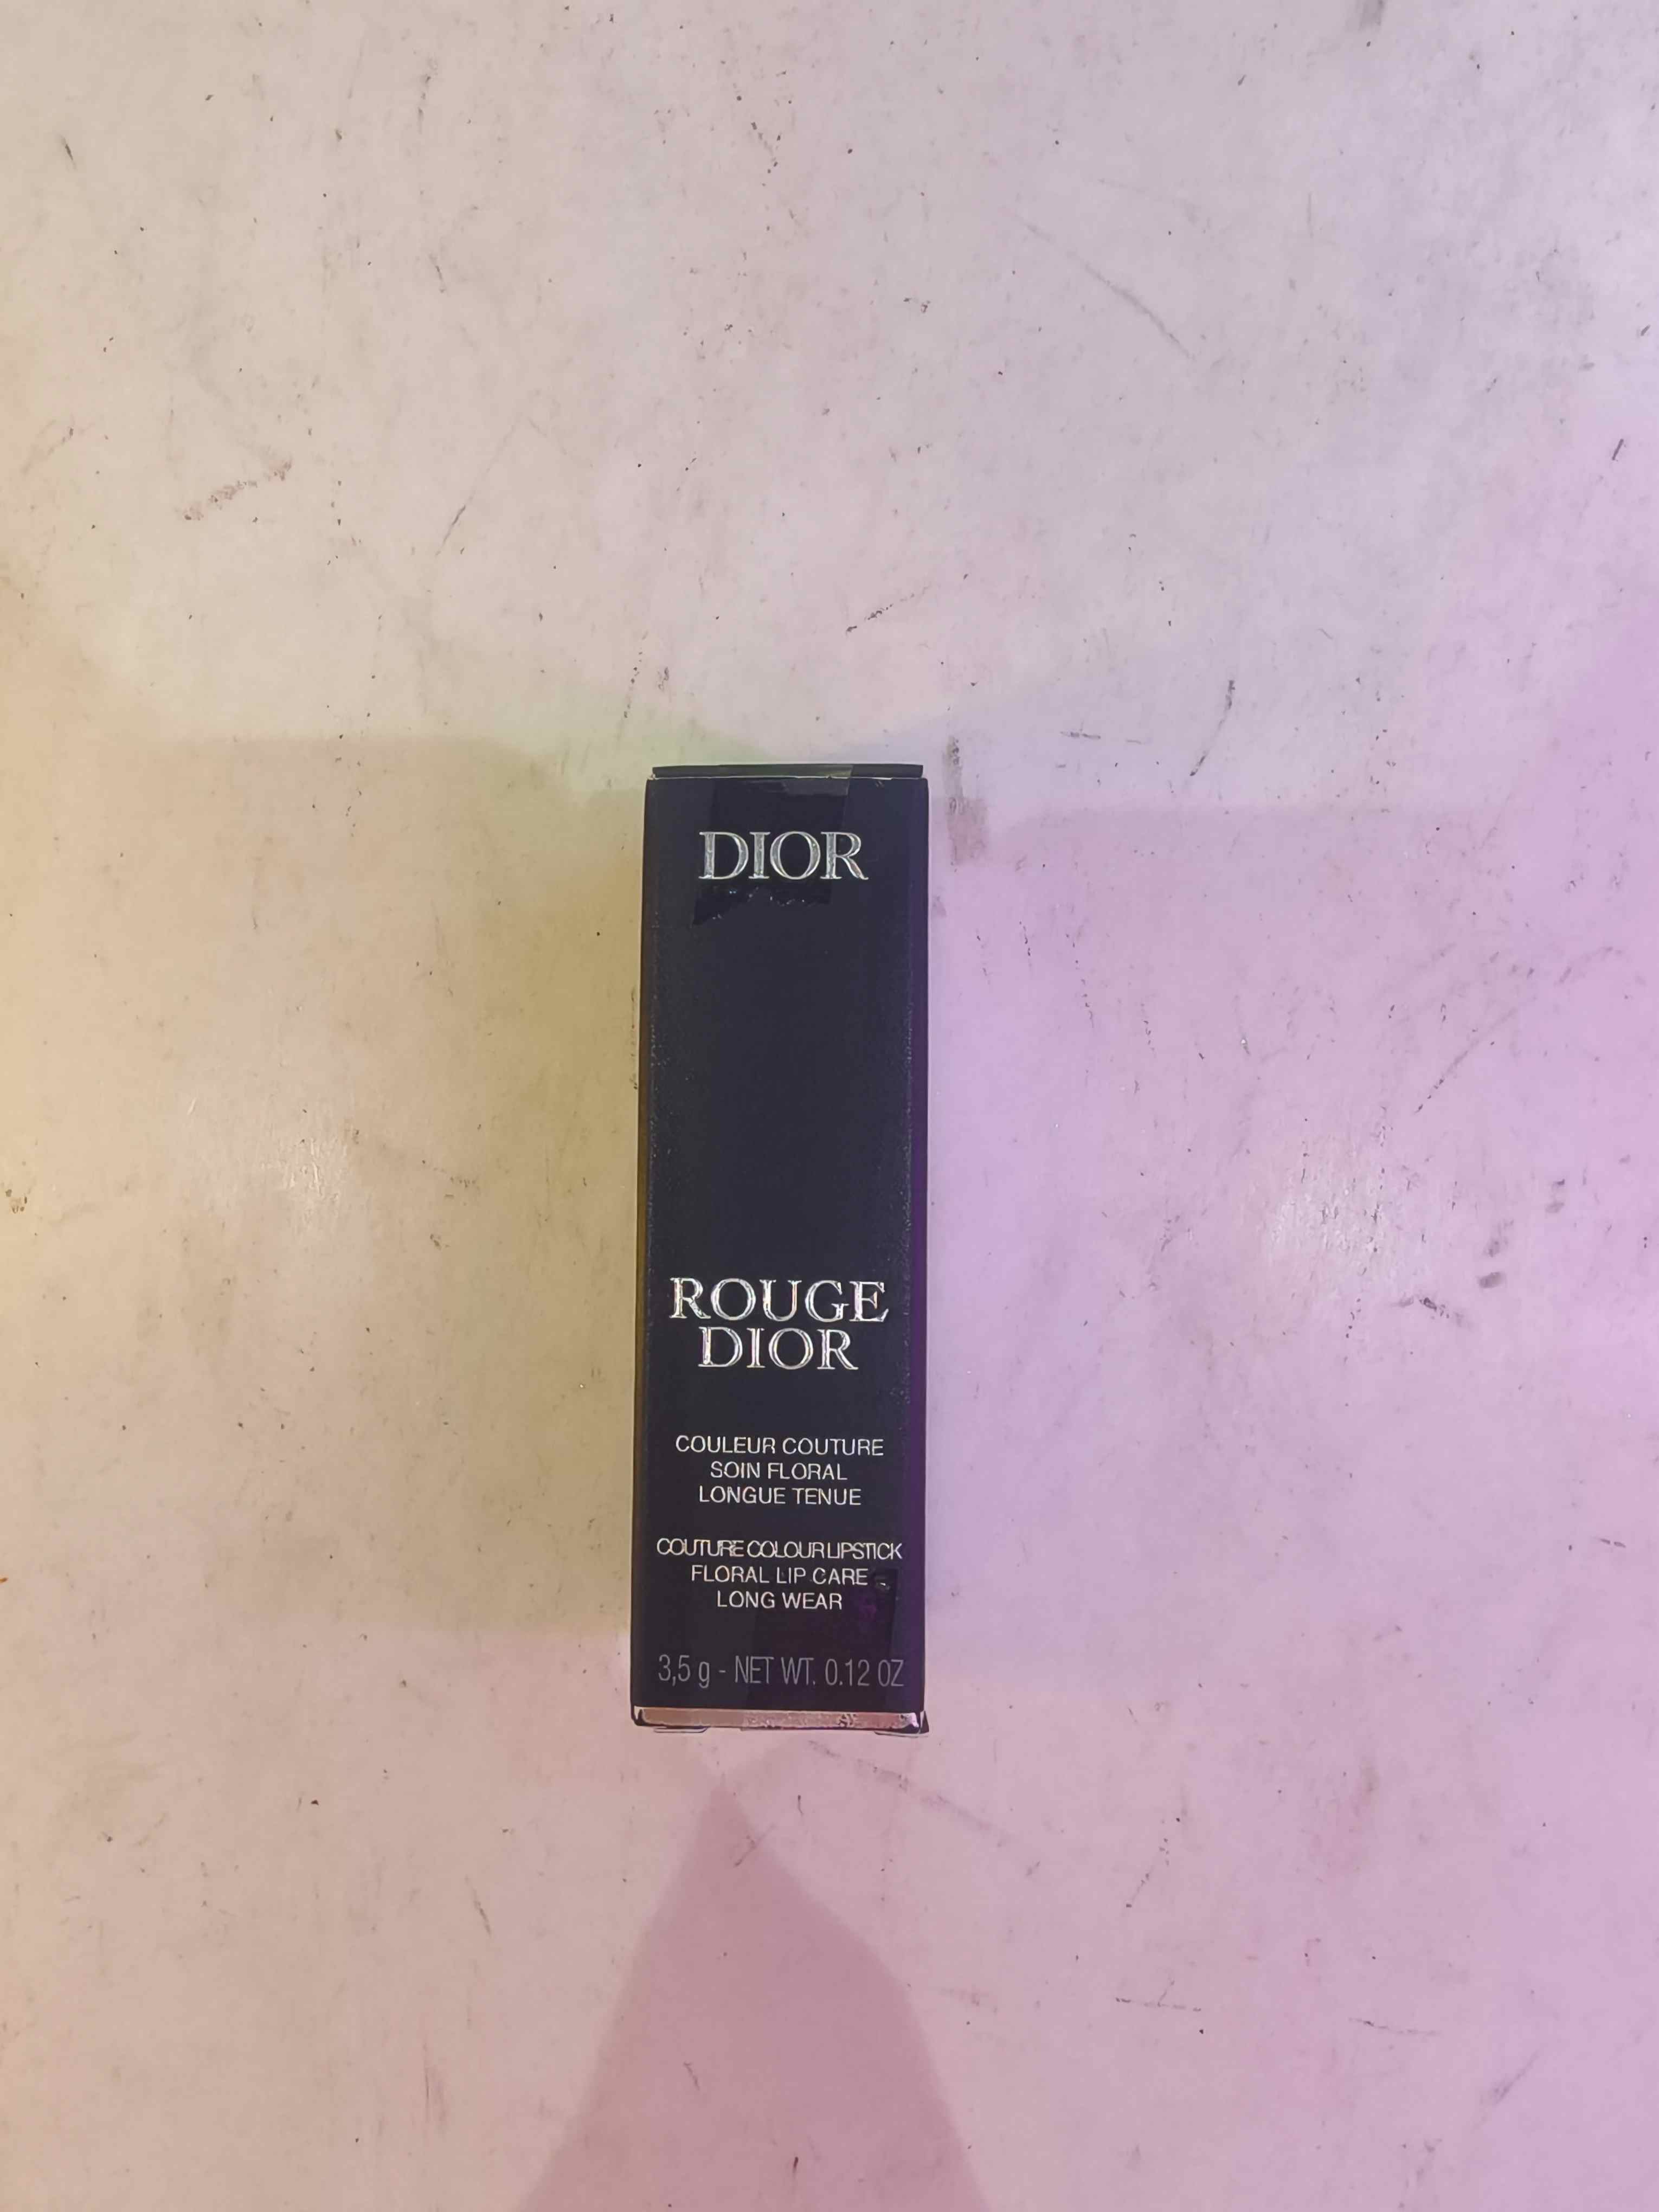 DIOR
ROUGE
DIOR
COULEUR COUTURE
SOIN FLORAL
LONGUE TENUE
COUTURE COLOUR LIPSTICK
FLORAL LIP CARE -
LONG WEAR
3,5 g - NET WT. 0.12 OZ